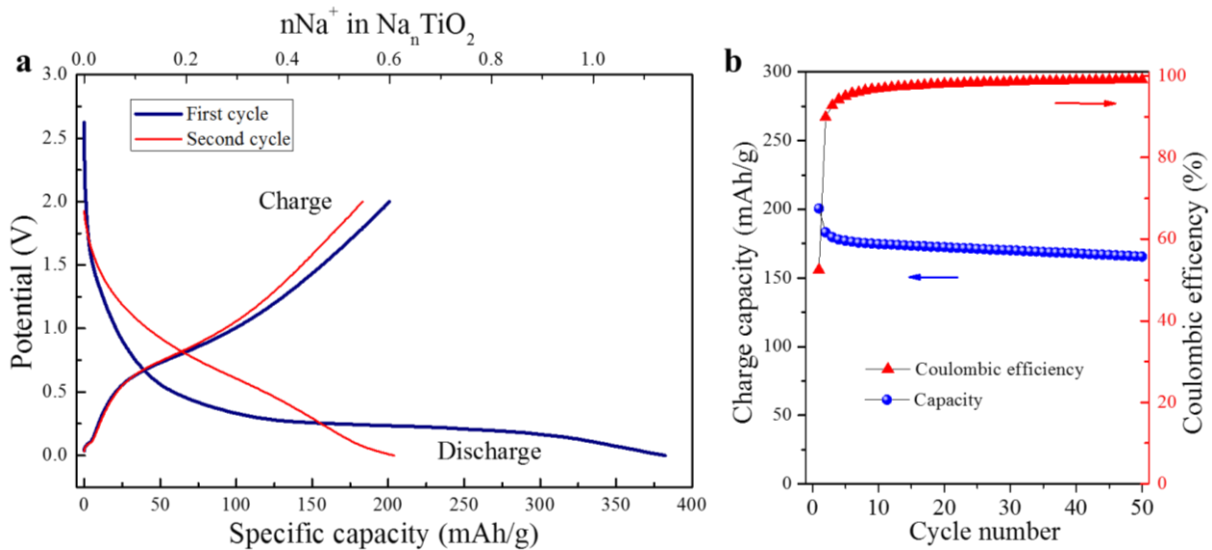 nNa⁺ in NaₙTiO₂
a
0.0 0.2 0.4 0.6 0.8 1.0
3.0
2.5
2.0
1.5
1.0
0.5
0.0
Potential (V)
First cycle
Second cycle
Charge
Discharge
0 50 100 150 200 250 300 350 400
Specific capacity (mAh/g)
b
300
250
200
150
100
50
0
Charge capacity (mAh/g)
Coulombic efficiency
Capacity
100
80
60
40
20
0
Coulombic efficency (%)
0 10 20 30 40 50
Cycle number